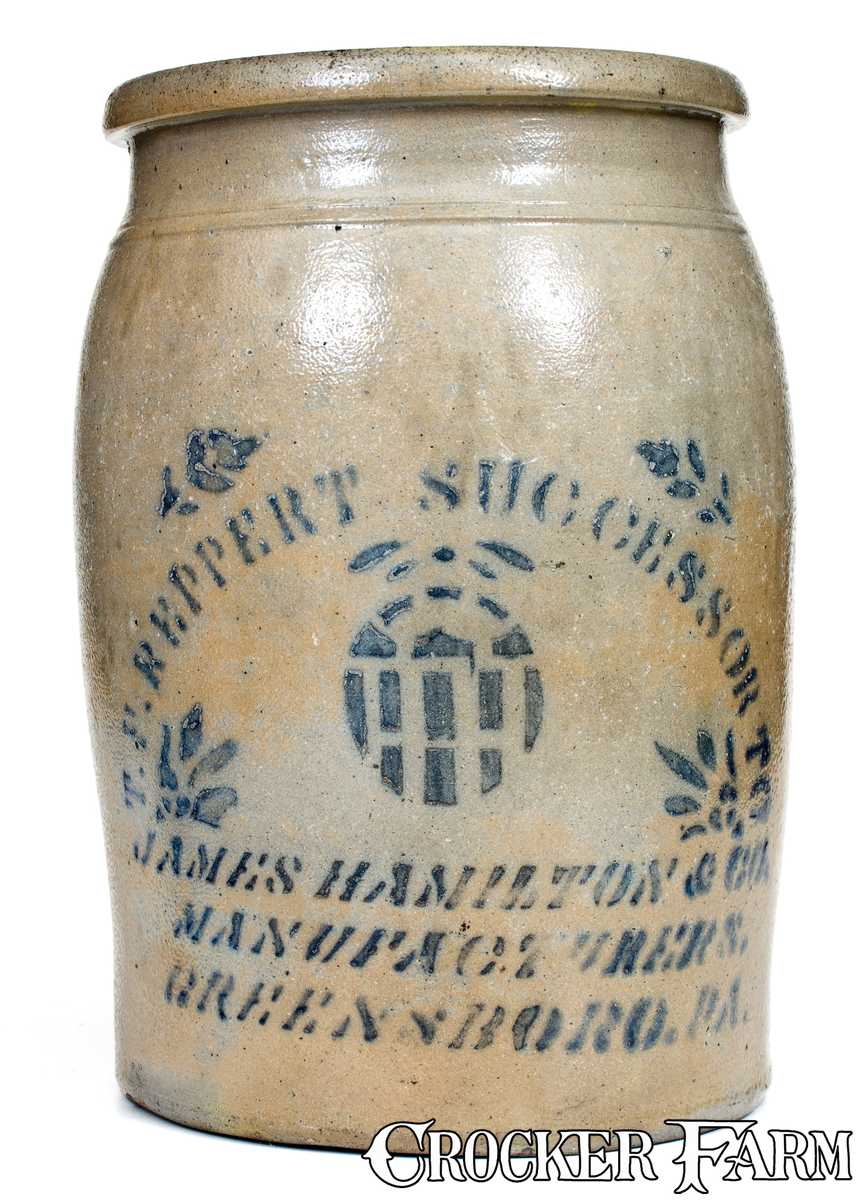 T.F. REPPERT SUCCESSOR TO
JAMES HAMILTON & CO,
MANUFACTURERS,
GREENSBORO. PA.
CROCKER FARM